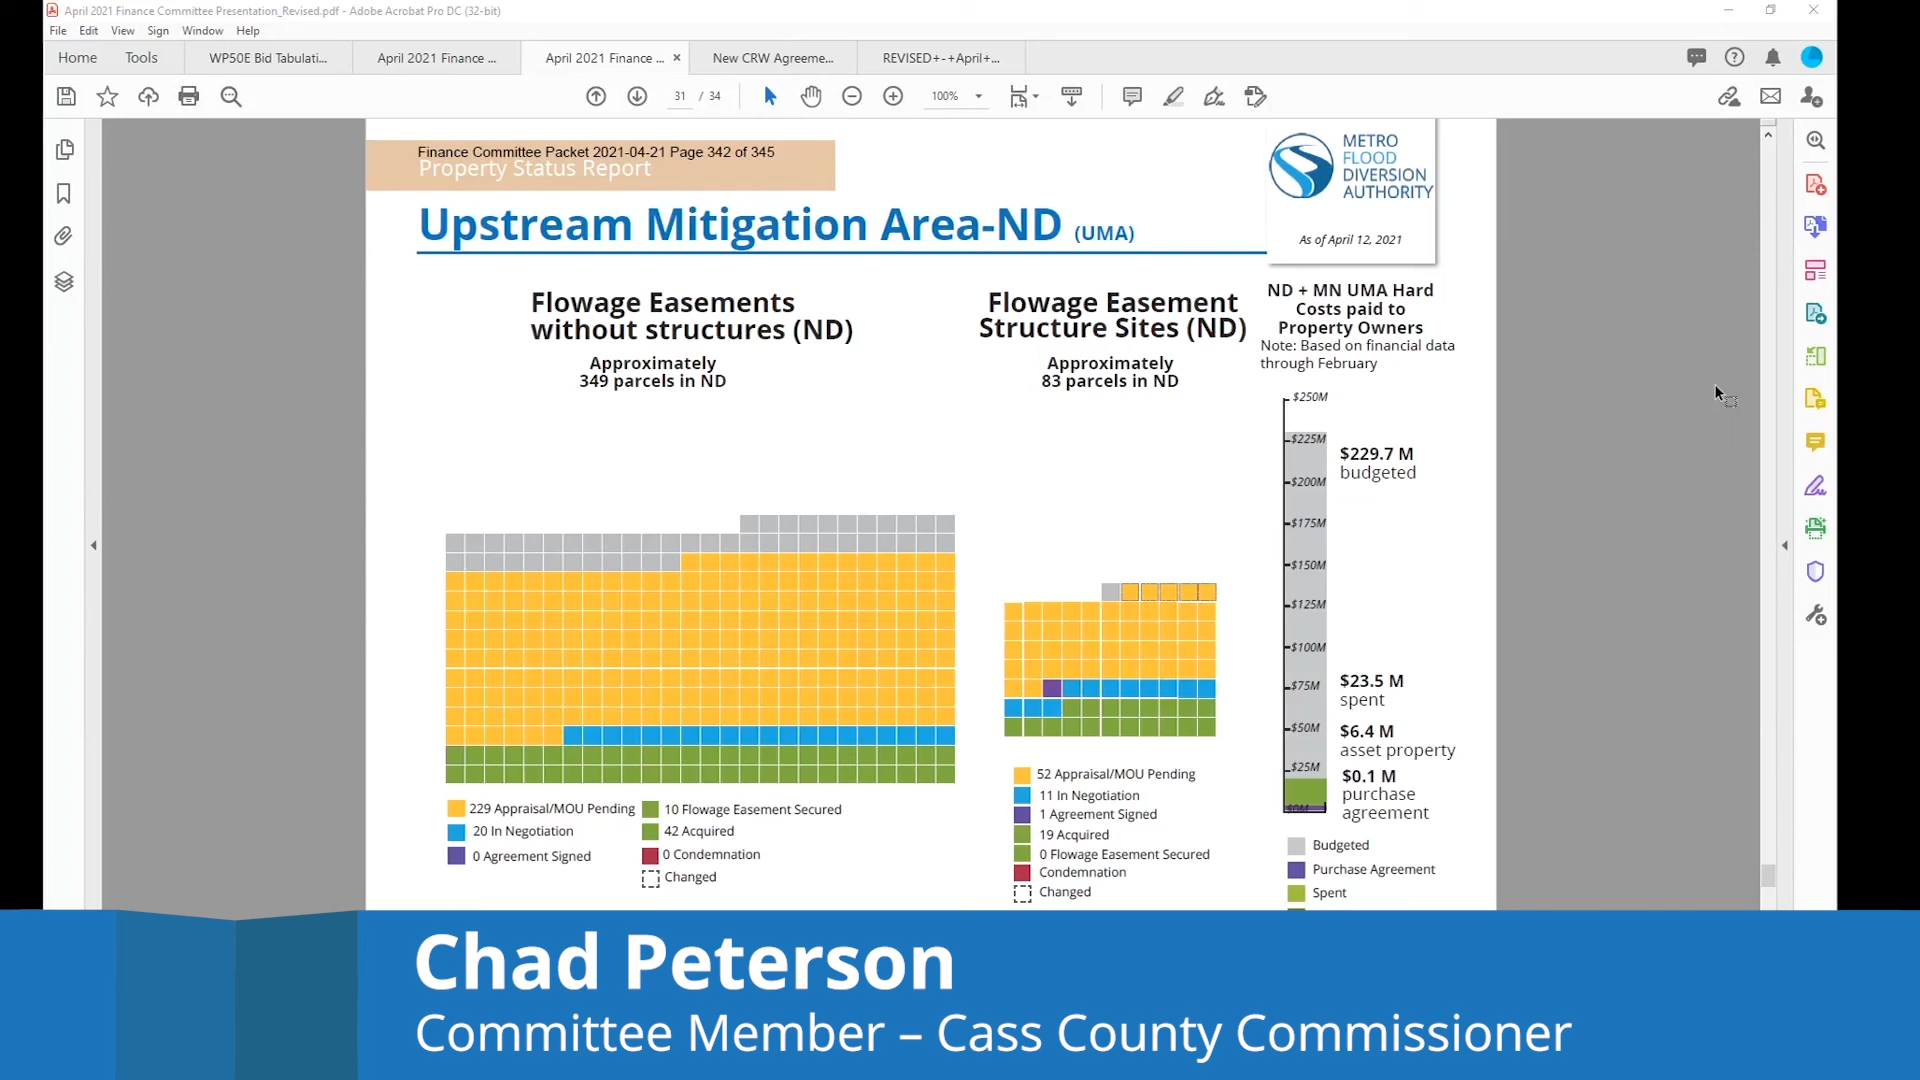 April 2021 Finance Committee Presentation_Revised.pdf - Adobe Acrobat Pro DC (32-bit)
File Edit View Sign Window Help
Home Tools WP50E Bid Tabulati... April 2021 Finance ... April 2021 Finance ... × New CRW Agreeme... REVISED+-+April+...
31 / 34 100%
Finance Committee Packet 2021-04-21 Page 342 of 345
Property Status Report
METRO
FLOOD
DIVERSION
AUTHORITY
Upstream Mitigation Area-ND (UMA)
As of April 12, 2021
Flowage Easements
without structures (ND)
Approximately
349 parcels in ND
Flowage Easement
Structure Sites (ND)
Approximately
83 parcels in ND
ND + MN UMA Hard
Costs paid to
Property Owners
Note: Based on financial data
through February
$250M
$225M
$200M
$175M
$150M
$125M
$100M
$75M
$50M
$25M
$0M
$229.7 M
budgeted
$23.5 M
spent
$6.4 M
asset property
$0.1 M
purchase
agreement
229 Appraisal/MOU Pending
20 In Negotiation
0 Agreement Signed
10 Flowage Easement Secured
42 Acquired
0 Condemnation
Changed
52 Appraisal/MOU Pending
11 In Negotiation
1 Agreement Signed
19 Acquired
0 Flowage Easement Secured
Condemnation
Changed
Budgeted
Purchase Agreement
Spent
Chad Peterson
Committee Member – Cass County Commissioner